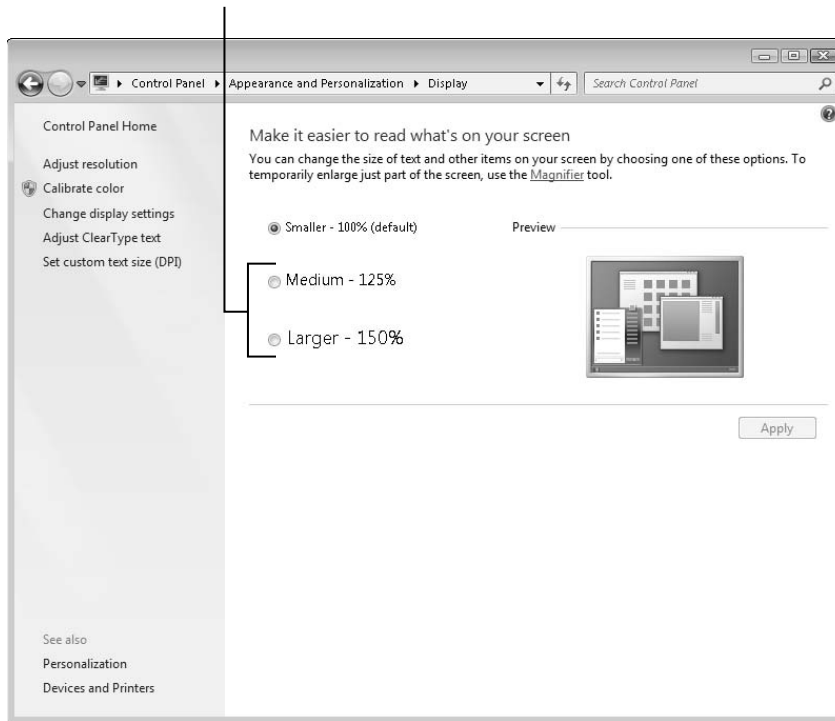 Control Panel Appearance and Personalization Display Search Control Panel
Control Panel Home
Adjust resolution
Calibrate color
Change display settings
Adjust ClearType text
Set custom text size (DPI)
Make it easier to read what's on your screen
You can change the size of text and other items on your screen by choosing one of these options. To
temporarily enlarge just part of the screen, use the Magnifier tool.
Smaller - 100% (default)
Preview
Medium - 125%
Larger - 150%
Apply
See also
Personalization
Devices and Printers